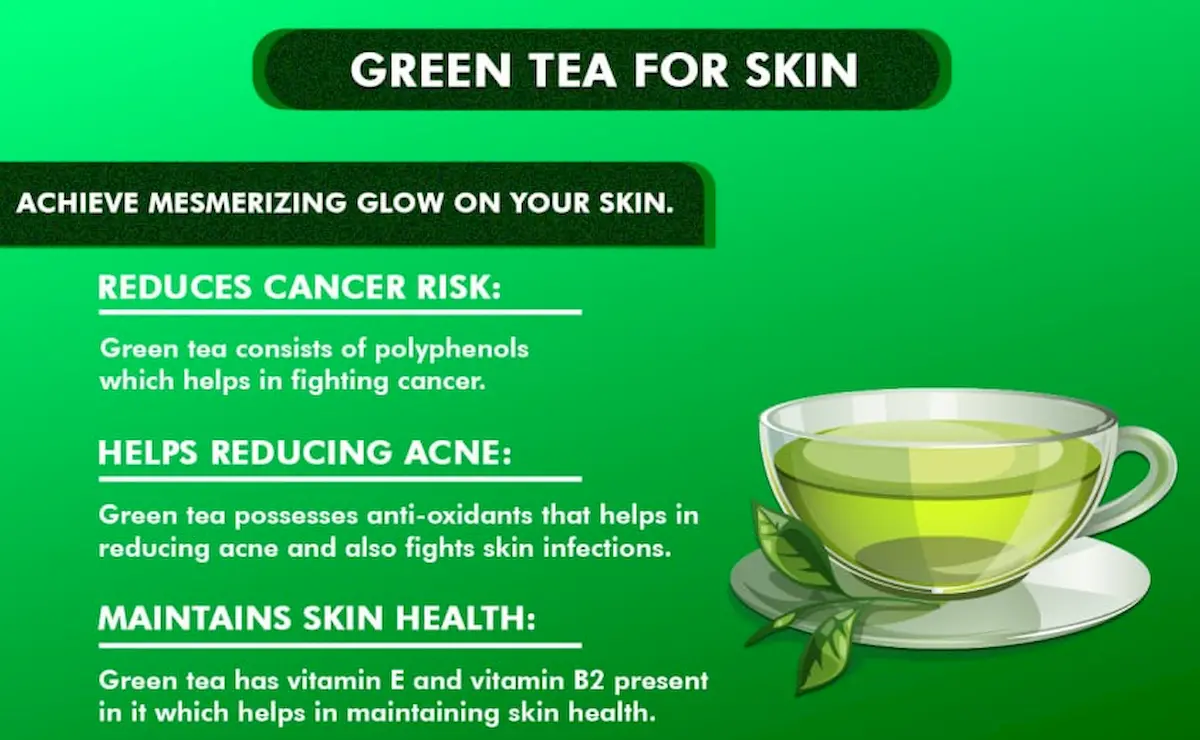 GREEN TEA FOR SKIN
ACHIEVE MESMERIZING GLOW ON YOUR SKIN.
REDUCES CANCER RISK:
Green tea consists of polyphenols
which helps in fighting cancer.
HELPS REDUCING ACNE:
Green tea possesses anti-oxidants that helps in
reducing acne and also fights skin infections.
MAINTAINS SKIN HEALTH:
Green tea has vitamin E and vitamin B2 present
in it which helps in maintaining skin health.